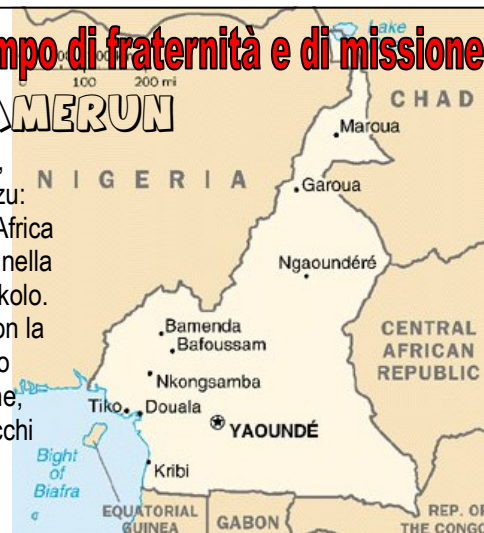 mpo di fraternità e di missione
AMERUN
Lake
100
200 mi
CHAD
Maroua
NIGERIA
zu:
Garoua
Africa
nella
Ngaoundéré
kolo.
on la
Bamenda
CENTRAL
AFRICAN
REPUBLIC
Bafoussam
o
ne,
Nkongsamba
Tiko
Douala
YAOUNDÉ
cchi
Bight
of
Biafra
Kribi
EQUATORIAL
GUINEA
GABON
REP. OF
THE CONGO